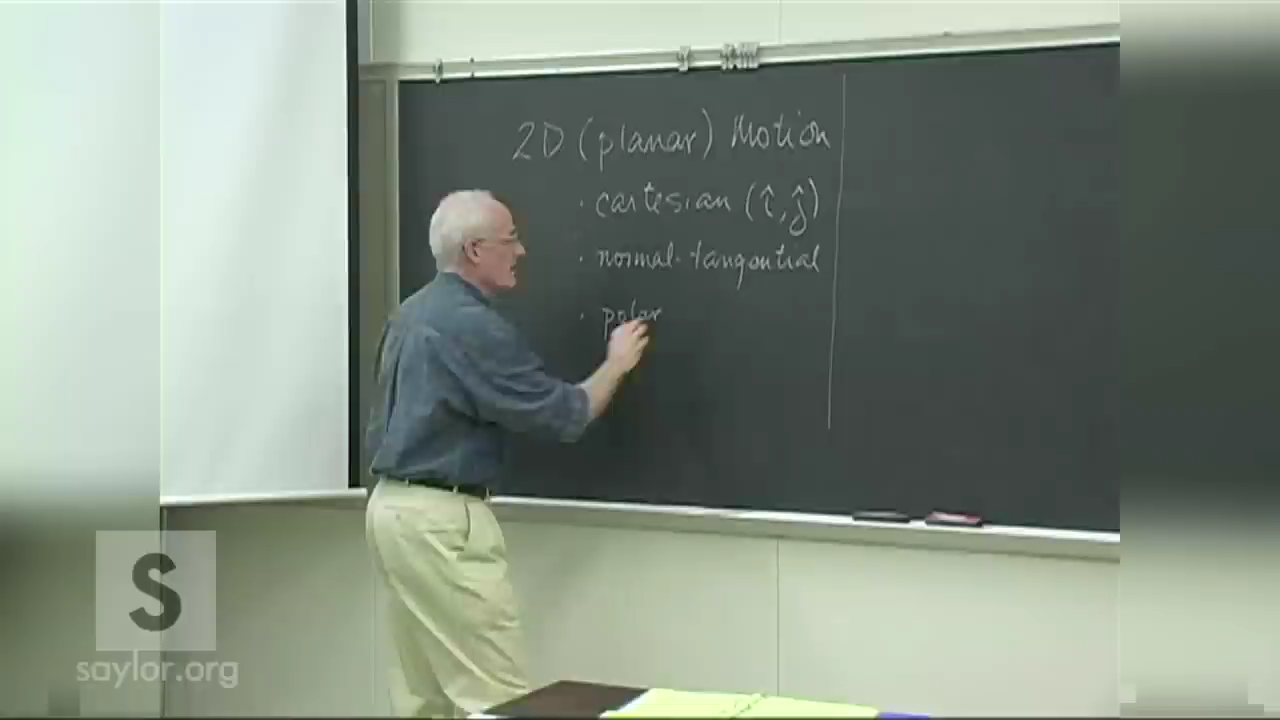 2D (planar) Motion
· cartesian (î, ĵ)
· normal-tangential
· polar
S
saylor.org